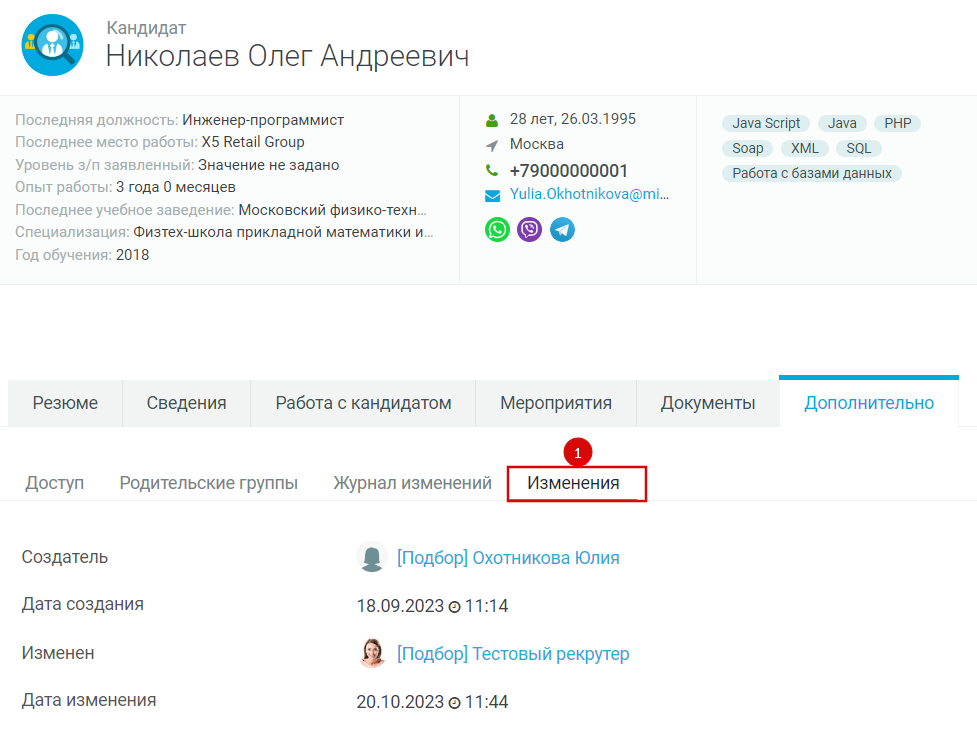 Кандидат
Николаев Олег Андреевич
Последняя должность: Инженер-программист
Последнее место работы: X5 Retail Group
Уровень з/п заявленный: Значение не задано
Опыт работы: 3 года 0 месяцев
Последнее учебное заведение: Московский физико-техн...
Специализация: Физтех-школа прикладной математики и...
Год обучения: 2018
28 лет, 26.03.1995
Москва
+79000000001
Yulia.Okhotnikova@mi...
Java Script Java PHP
Soap XML SQL
Работа с базами данных
Резюме Сведения Работа с кандидатом Мероприятия Документы Дополнительно
1
Доступ Родительские группы Журнал изменений Изменения
Создатель [Подбор] Охотникова Юлия
Дата создания 18.09.2023 11:14
Изменен [Подбор] Тестовый рекрутер
Дата изменения 20.10.2023 11:44